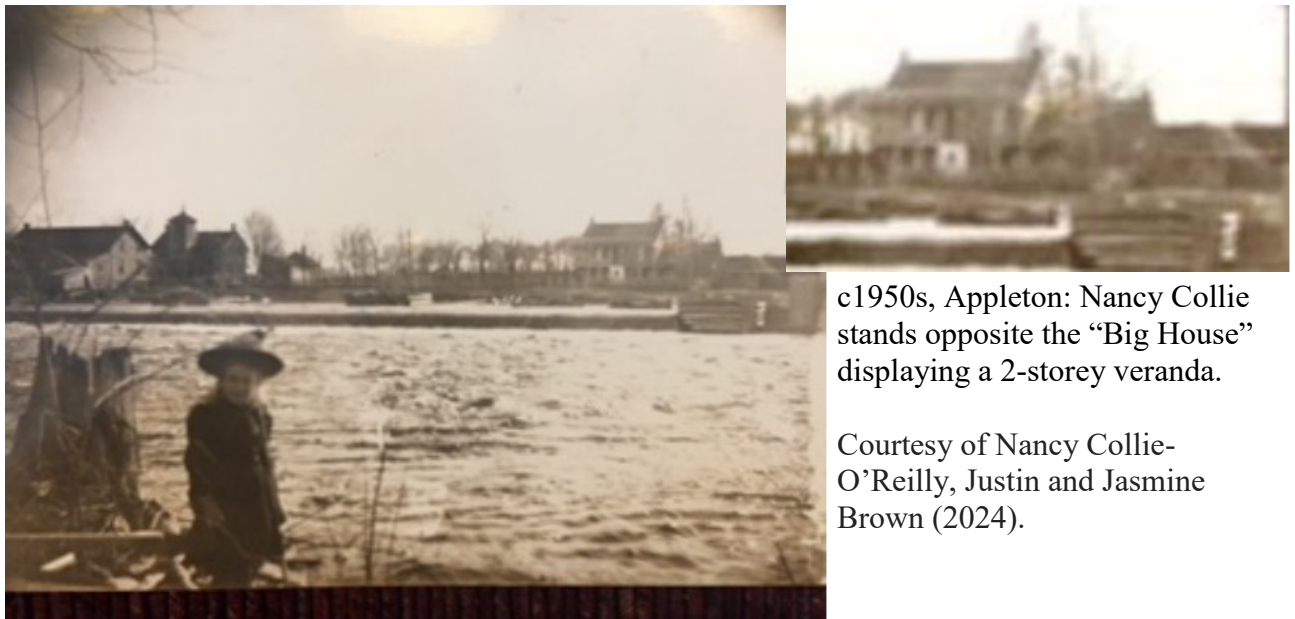 c1950s, Appleton: Nancy Collie
stands opposite the “Big House”
displaying a 2-storey veranda.
Courtesy of Nancy Collie-
O’Reilly, Justin and Jasmine
Brown (2024).